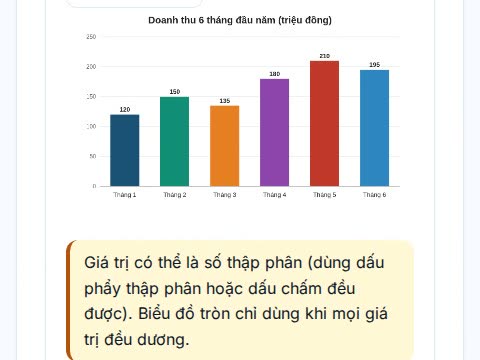 Doanh thu 6 tháng đầu năm (triệu đồng)
250
200
150
100
50
0
120
150
135
180
210
195
Tháng 1
Tháng 2
Tháng 3
Tháng 4
Tháng 5
Tháng 6
Giá trị có thể là số thập phân (dùng dấu
phẩy thập phân hoặc dấu chấm đều
được). Biểu đồ tròn chỉ dùng khi mọi giá
trị đều dương.